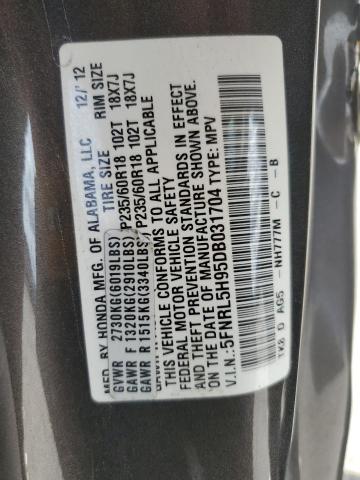 MFD BY HONDA MFG. OF ALABAMA, LLC 12/'12
TIRE SIZE RIM SIZE
GVWR 2730KG(6019LBS)
GAWR F 1320KG(2910LBS) P235/60R18 102T 18X7J
GAWR R 1515KG(3340LBS) P235/60R18 102T 18X7J
THIS VEHICLE CONFORMS TO ALL APPLICABLE
FEDERAL MOTOR VEHICLE SAFETY
AND THEFT PREVENTION STANDARDS IN EFFECT
ON THE DATE OF MANUFACTURE SHOWN ABOVE.
V.I.N.:5FNRL5H95DB031704 TYPE: MPV
TK8 0 AG5 - NH777M - C - B